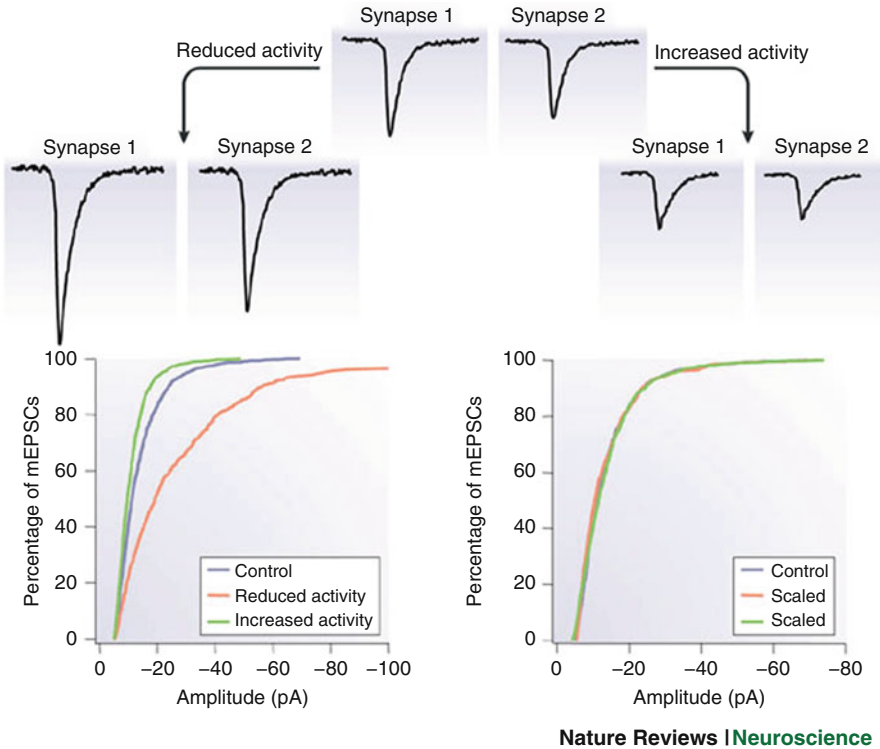 Synapse 1 Synapse 2
Reduced activity
Increased activity
Synapse 1 Synapse 2
Synapse 1 Synapse 2
100
80
60
40
20
0
Percentage of mEPSCs
Control
Reduced activity
Increased activity
0 −20 −40 −60 −80 −100
Amplitude (pA)
100
80
60
40
20
0
Percentage of mEPSCs
Control
Scaled
Scaled
0 −20 −40 −60 −80
Amplitude (pA)
Nature Reviews | Neuroscience